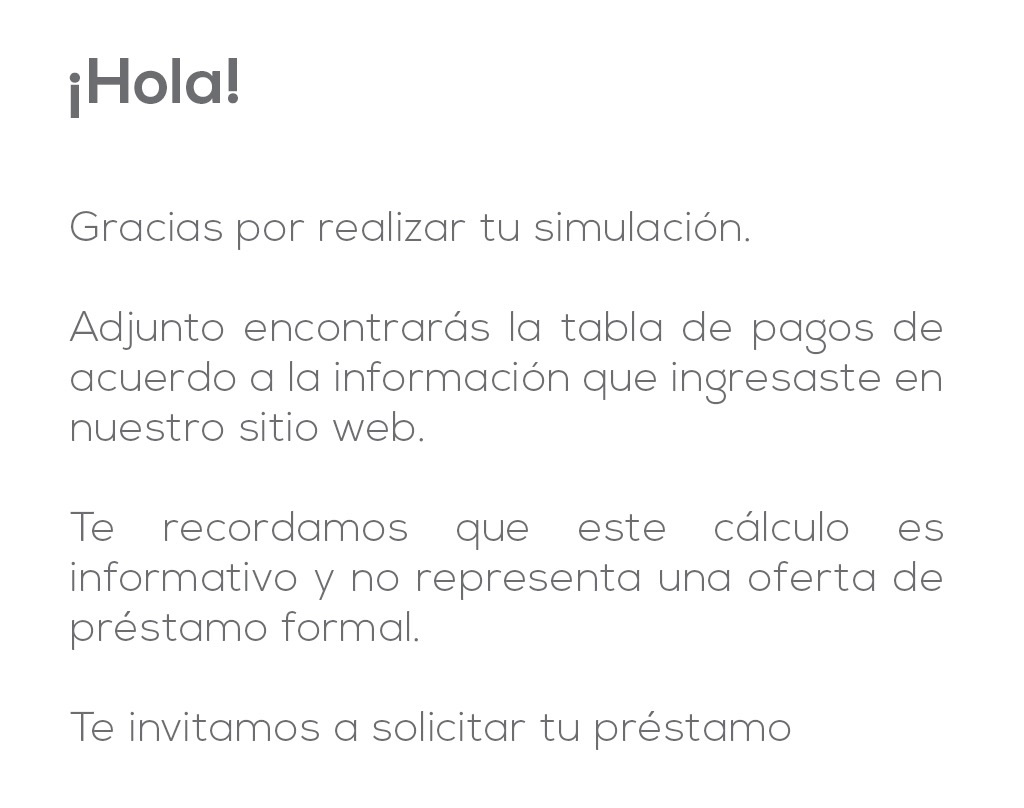 ¡Hola!
Gracias por realizar tu simulación.
Adjunto encontrarás la tabla de pagos de
acuerdo a la información que ingresaste en
nuestro sitio web.
Te recordamos que este cálculo es
informativo y no representa una oferta de
préstamo formal.
Te invitamos a solicitar tu préstamo